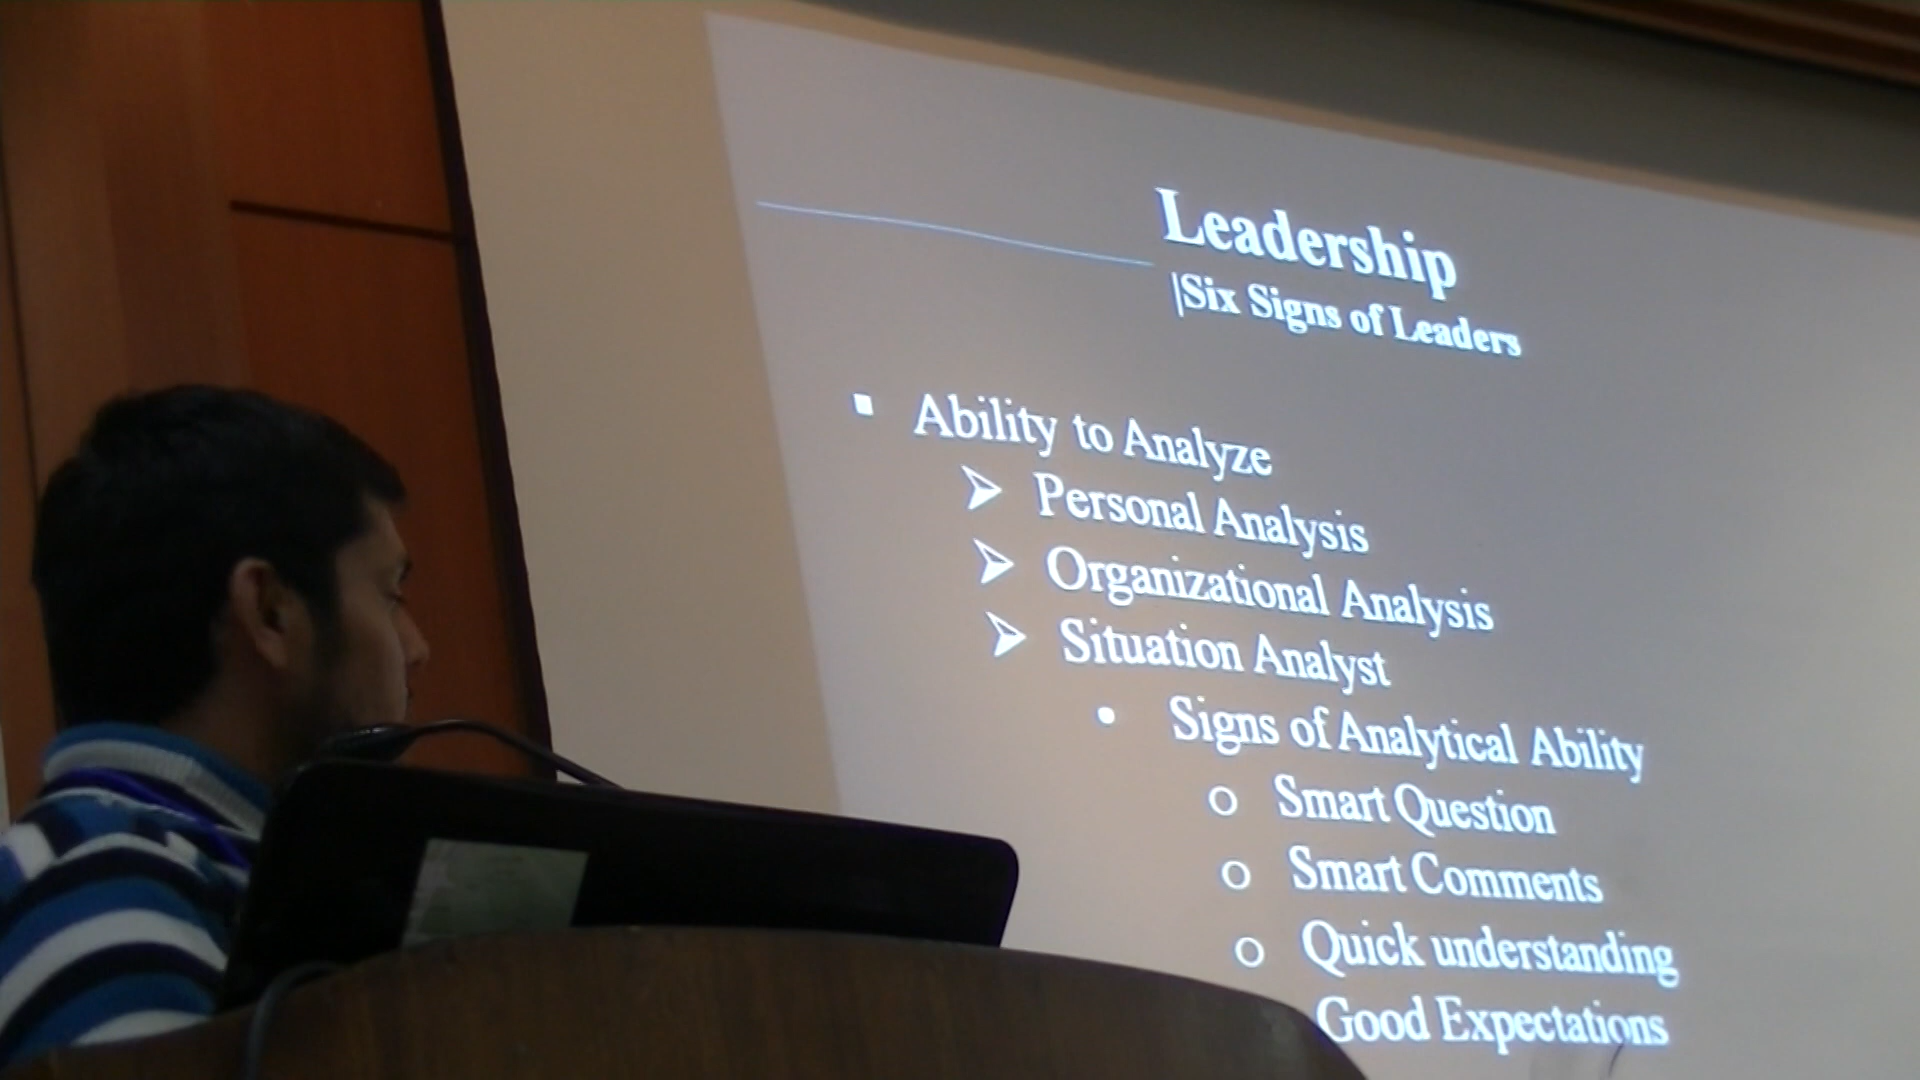 Leadership
|Six Signs of Leaders
▪ Ability to Analyze
➢ Personal Analysis
➢ Organizational Analysis
➢ Situation Analyst
• Signs of Analytical Ability
o Smart Question
o Smart Comments
o Quick understanding
Good Expectations